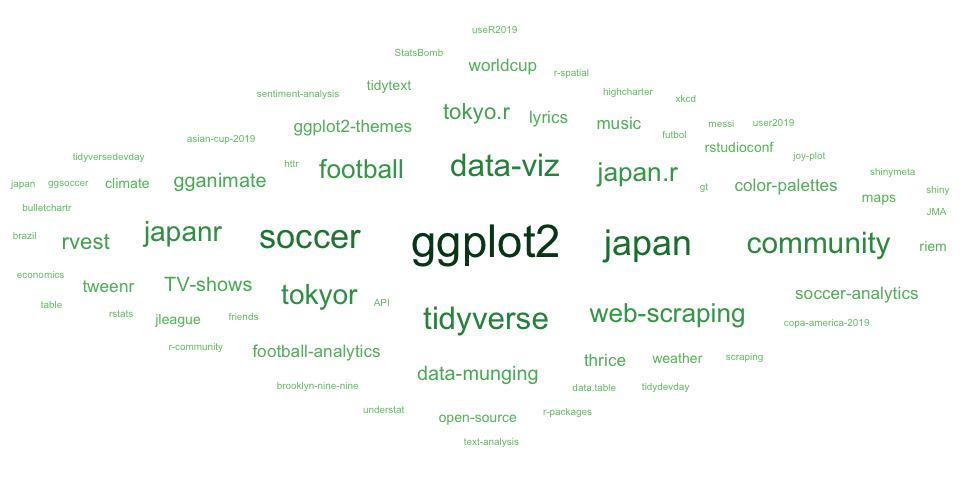 useR2019
StatsBomb
worldcup
r-spatial
tidytext
sentiment-analysis
highcharter
xkcd
tokyo.r
lyrics
ggplot2-themes
music
messi
user2019
futbol
asian-cup-2019
rstudioconf
tidyversedevday
joy-plot
httr
football
data-viz
japan.r
shinymeta
japan
ggsoccer
climate
gganimate
gt
color-palettes
shiny
maps
bulletchartr
JMA
brazil
rvest
japanr
soccer
ggplot2
japan
community
riem
economics
tweenr
TV-shows
tokyor
API
soccer-analytics
table
rstats
jleague
friends
tidyverse
web-scraping
copa-america-2019
r-community
football-analytics
thrice
weather
scraping
brooklyn-nine-nine
data-munging
data.table
tidydevday
understat
open-source
r-packages
text-analysis